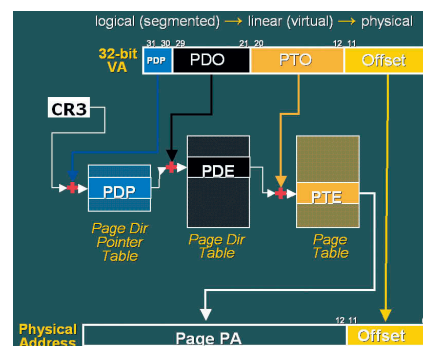 logical (segmented) → linear (virtual) → physical
31 30 29 21 20 12 11
32-bit VA
PDP PDO PTO Offset
CR3
PDP PDE PTE
Page Dir Pointer Table
Page Dir Table
Page Table
12 11
Physical Address
Page PA Offset